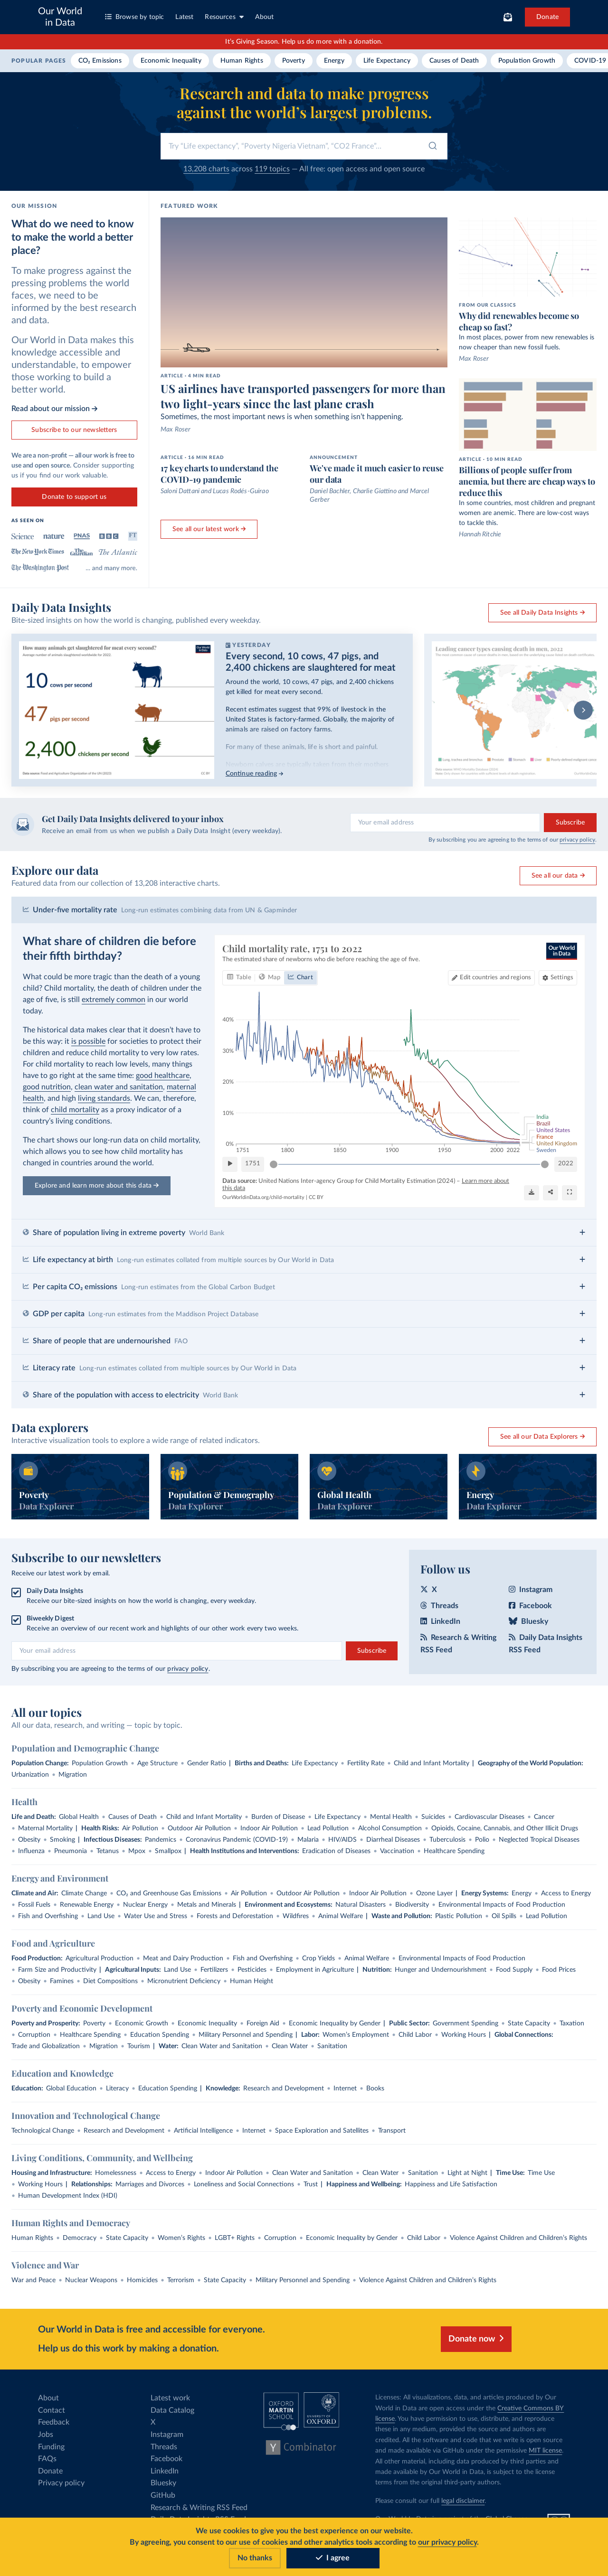 Our World
in Data
Browse by topic
Latest
Resources
About
Donate
It's Giving Season. Help us do more with a donation.
POPULAR PAGES
CO₂ Emissions
Economic Inequality
Human Rights
Poverty
Energy
Life Expectancy
Causes of Death
Population Growth
COVID-19
Research and data to make progress
against the world's largest problems.
Try "Life expectancy", "Poverty Nigeria Vietnam", "CO2 France"...
13,208 charts across 119 topics — All free: open access and open source
OUR MISSION
What do we need to know
to make the world a better
place?
To make progress against the
pressing problems the world
faces, we need to be
informed by the best research
and data.
Our World in Data makes this
knowledge accessible and
understandable, to empower
those working to build a
better world.
Read about our mission →
Subscribe to our newsletters
We are a non-profit — all our work is free to
use and open source. Consider supporting
us if you find our work valuable.
Donate to support us
AS SEEN ON
Science nature PNAS BBC FT
The New York Times The Guardian The Atlantic
The Washington Post ... and many more.
FEATURED WORK
ARTICLE · 4 MIN READ
US airlines have transported passengers for more than
two light-years since the last plane crash
Sometimes, the most important news is when something isn't happening.
Max Roser
ARTICLE · 16 MIN READ
17 key charts to understand the
COVID-19 pandemic
Saloni Dattani and Lucas Rodés-Guirao
ANNOUNCEMENT
We've made it much easier to reuse
our data
Daniel Bachler, Charlie Giattino and Marcel
Gerber
See all our latest work →
FROM OUR CLASSICS
Why did renewables become so
cheap so fast?
In most places, power from new renewables is
now cheaper than new fossil fuels.
Max Roser
ARTICLE · 10 MIN READ
Billions of people suffer from
anemia, but there are cheap ways to
reduce this
In some countries, most children and pregnant
women are anemic. There are low-cost ways
to tackle this.
Hannah Ritchie
Daily Data Insights
Bite-sized insights on how the world is changing, published every weekday.
See all Daily Data Insights →
How many animals get slaughtered for meat every second?
Average number of animals slaughtered worldwide for 2022.
10 cows per second
47 pigs per second
2,400 chickens per second
YESTERDAY
Every second, 10 cows, 47 pigs, and
2,400 chickens are slaughtered for meat
Around the world, 10 cows, 47 pigs, and 2,400 chickens
get killed for meat every second.
Recent estimates suggest that 99% of livestock in the
United States is factory-farmed. Globally, the majority of
animals are raised on factory farms.
For many of these animals, life is short and painful.
Continue reading →
Leading cancer types causing death in men, 2022
Get Daily Data Insights delivered to your inbox
Receive an email from us when we publish a Daily Data Insight (every weekday).
Your email address
Subscribe
By subscribing you are agreeing to the terms of our privacy policy.
Explore our data
Featured data from our collection of 13,208 interactive charts.
See all our data →
Under-five mortality rate Long-run estimates combining data from UN & Gapminder
What share of children die before
their fifth birthday?
What could be more tragic than the death of a young
child? Child mortality, the death of children under the
age of five, is still extremely common in our world
today.
The historical data makes clear that it doesn't have to
be this way: it is possible for societies to protect their
children and reduce child mortality to very low rates.
For child mortality to reach low levels, many things
have to go right at the same time: good healthcare,
good nutrition, clean water and sanitation, maternal
health, and high living standards. We can, therefore,
think of child mortality as a proxy indicator of a
country's living conditions.
The chart shows our long-run data on child mortality,
which allows you to see how child mortality has
changed in countries around the world.
Explore and learn more about this data →
Child mortality rate, 1751 to 2022
The estimated share of newborns who die before reaching the age of five.
Our World
in Data
Table
Map
Chart
Edit countries and regions
Settings
40%
30%
20%
10%
0%
1751 1800 1850 1900 1950 2000 2022
India
Brazil
United States
France
United Kingdom
Sweden
1751
2022
Data source: United Nations Inter-agency Group for Child Mortality Estimation (2024) – Learn more about
this data
OurWorldinData.org/child-mortality | CC BY
Share of population living in extreme poverty World Bank
Life expectancy at birth Long-run estimates collated from multiple sources by Our World in Data
Per capita CO₂ emissions Long-run estimates from the Global Carbon Budget
GDP per capita Long-run estimates from the Maddison Project Database
Share of people that are undernourished FAO
Literacy rate Long-run estimates collated from multiple sources by Our World in Data
Share of the population with access to electricity World Bank
Data explorers
Interactive visualization tools to explore a wide range of related indicators.
See all our Data Explorers →
Poverty
Data Explorer
Population & Demography
Data Explorer
Global Health
Data Explorer
Energy
Data Explorer
Subscribe to our newsletters
Receive our latest work by email.
Daily Data Insights
Receive our bite-sized insights on how the world is changing, every weekday.
Biweekly Digest
Receive an overview of our recent work and highlights of our other work every two weeks.
Your email address
Subscribe
By subscribing you are agreeing to the terms of our privacy policy.
Follow us
X
Instagram
Threads
Facebook
LinkedIn
Bluesky
Research & Writing
RSS Feed
Daily Data Insights
RSS Feed
All our topics
All our data, research, and writing — topic by topic.
Population and Demographic Change
Population Change: Population Growth • Age Structure • Gender Ratio | Births and Deaths: Life Expectancy • Fertility Rate • Child and Infant Mortality | Geography of the World Population:
Urbanization • Migration
Health
Life and Death: Global Health • Causes of Death • Child and Infant Mortality • Burden of Disease • Life Expectancy • Mental Health • Suicides • Cardiovascular Diseases • Cancer
• Maternal Mortality | Health Risks: Air Pollution • Outdoor Air Pollution • Indoor Air Pollution • Lead Pollution • Alcohol Consumption • Opioids, Cocaine, Cannabis, and Other Illicit Drugs
• Obesity • Smoking | Infectious Diseases: Pandemics • Coronavirus Pandemic (COVID-19) • Malaria • HIV/AIDS • Diarrheal Diseases • Tuberculosis • Polio • Neglected Tropical Diseases
• Influenza • Pneumonia • Tetanus • Mpox • Smallpox | Health Institutions and Interventions: Eradication of Diseases • Vaccination • Healthcare Spending
Energy and Environment
Climate and Air: Climate Change • CO₂ and Greenhouse Gas Emissions • Air Pollution • Outdoor Air Pollution • Indoor Air Pollution • Ozone Layer | Energy Systems: Energy • Access to Energy
• Fossil Fuels • Renewable Energy • Nuclear Energy • Metals and Minerals | Environment and Ecosystems: Natural Disasters • Biodiversity • Environmental Impacts of Food Production
• Fish and Overfishing • Land Use • Water Use and Stress • Forests and Deforestation • Wildfires • Animal Welfare | Waste and Pollution: Plastic Pollution • Oil Spills • Lead Pollution
Food and Agriculture
Food Production: Agricultural Production • Meat and Dairy Production • Fish and Overfishing • Crop Yields • Animal Welfare • Environmental Impacts of Food Production
• Farm Size and Productivity | Agricultural Inputs: Land Use • Fertilizers • Pesticides • Employment in Agriculture | Nutrition: Hunger and Undernourishment • Food Supply • Food Prices
• Obesity • Famines • Diet Compositions • Micronutrient Deficiency • Human Height
Poverty and Economic Development
Poverty and Prosperity: Poverty • Economic Growth • Economic Inequality • Foreign Aid • Economic Inequality by Gender | Public Sector: Government Spending • State Capacity • Taxation
• Corruption • Healthcare Spending • Education Spending • Military Personnel and Spending | Labor: Women's Employment • Child Labor • Working Hours | Global Connections:
Trade and Globalization • Migration • Tourism | Water: Clean Water and Sanitation • Clean Water • Sanitation
Education and Knowledge
Education: Global Education • Literacy • Education Spending | Knowledge: Research and Development • Internet • Books
Innovation and Technological Change
Technological Change • Research and Development • Artificial Intelligence • Internet • Space Exploration and Satellites • Transport
Living Conditions, Community, and Wellbeing
Housing and Infrastructure: Homelessness • Access to Energy • Indoor Air Pollution • Clean Water and Sanitation • Clean Water • Sanitation • Light at Night | Time Use: Time Use
• Working Hours | Relationships: Marriages and Divorces • Loneliness and Social Connections • Trust | Happiness and Wellbeing: Happiness and Life Satisfaction
• Human Development Index (HDI)
Human Rights and Democracy
Human Rights • Democracy • State Capacity • Women's Rights • LGBT+ Rights • Corruption • Economic Inequality by Gender • Child Labor • Violence Against Children and Children's Rights
Violence and War
War and Peace • Nuclear Weapons • Homicides • Terrorism • State Capacity • Military Personnel and Spending • Violence Against Children and Children's Rights
Our World in Data is free and accessible for everyone.
Help us do this work by making a donation.
Donate now
About
Contact
Feedback
Jobs
Funding
FAQs
Donate
Privacy policy
Latest work
Data Catalog
X
Instagram
Threads
Facebook
LinkedIn
Bluesky
GitHub
Research & Writing RSS Feed
OXFORD
MARTIN
SCHOOL
UNIVERSITY OF
OXFORD
Y Combinator
Licenses: All visualizations, data, and articles produced by Our
World in Data are open access under the Creative Commons BY
license. You have permission to use, distribute, and reproduce
these in any medium, provided the source and authors are
credited. All the software and code that we write is open source
and made available via GitHub under the permissive MIT license.
All other material, including data produced by third parties and
made available by Our World in Data, is subject to the license
terms from the original third-party authors.
Please consult our full legal disclaimer.
We use cookies to give you the best experience on our website.
By agreeing, you consent to our use of cookies and other analytics tools according to our privacy policy.
No thanks
I agree